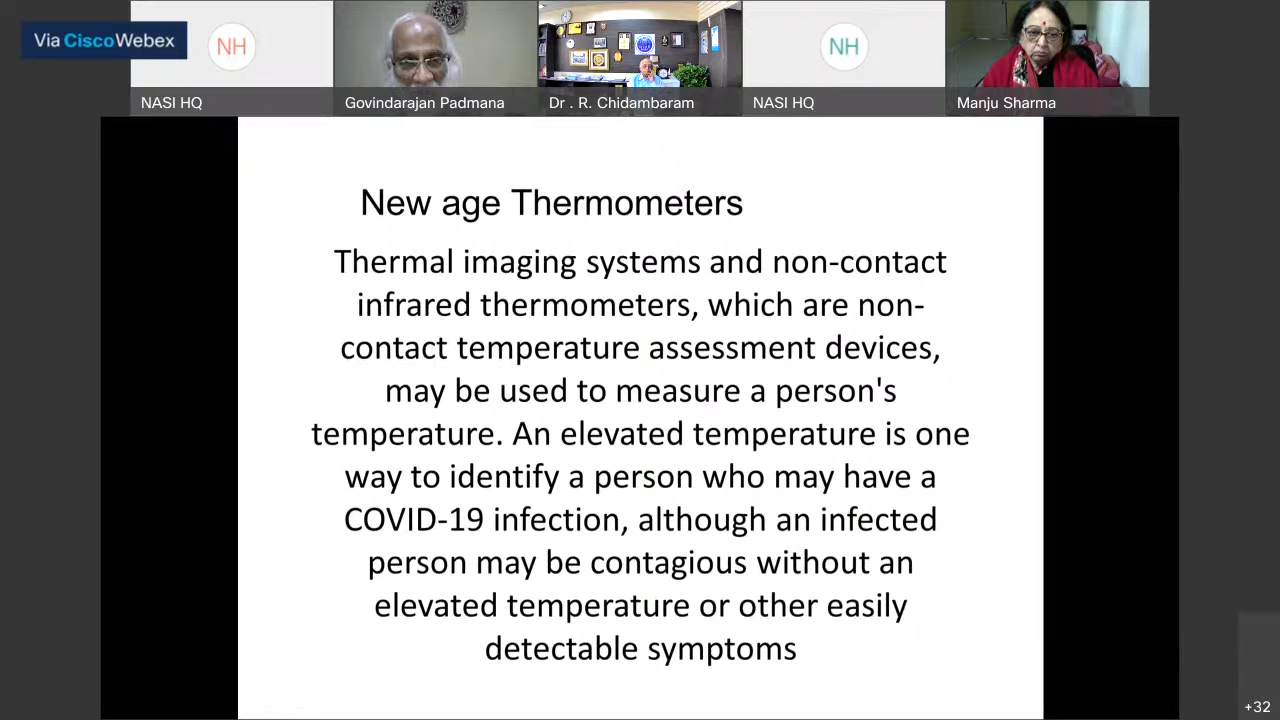 Via CiscoWebex
NH
NH
NASI HQ
Govindarajan Padmana
Dr . R. Chidambaram
NASI HQ
Manju Sharma
New age Thermometers
Thermal imaging systems and non-contact
infrared thermometers, which are non-
contact temperature assessment devices,
may be used to measure a person's
temperature. An elevated temperature is one
way to identify a person who may have a
COVID-19 infection, although an infected
person may be contagious without an
elevated temperature or other easily
detectable symptoms
+32